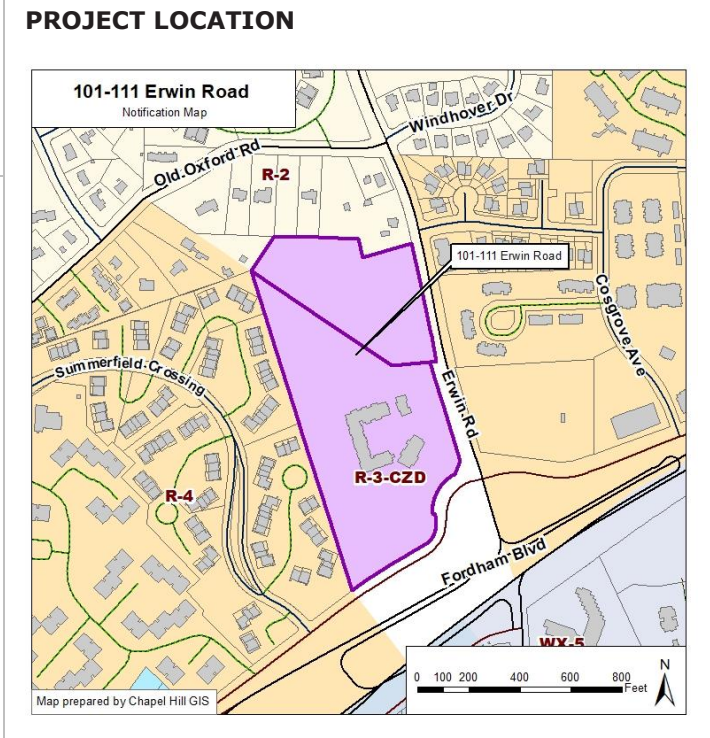 PROJECT LOCATION
101-111 Erwin Road
Notification Map
Windhover Dr
Old Oxford Rd
R-2
101-111 Erwin Road
Cosgrove Ave
Summerfield Crossing
Erwin Rd
R-3-CZD
R-4
Fordham Blvd
WX-5
N
0 100 200 400 600 800
Feet
Map prepared by Chapel Hill GIS